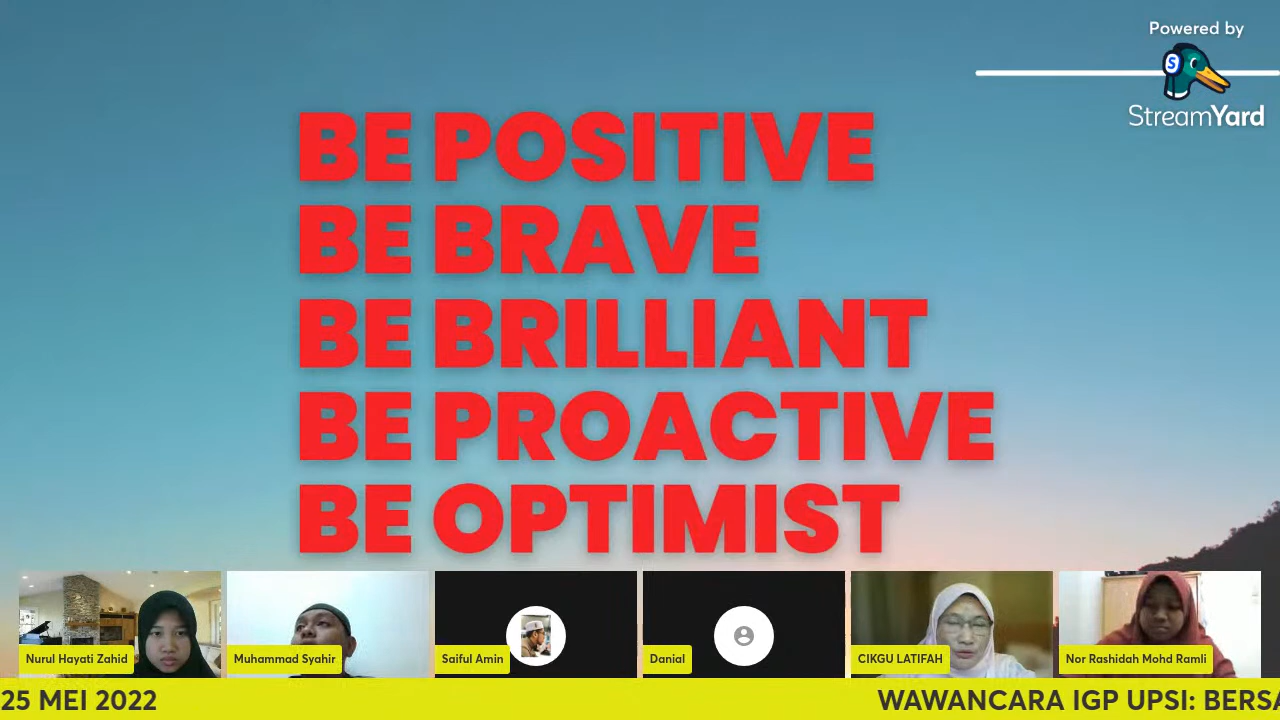 Powered by
S
StreamYard
BE POSITIVE
BE BRAVE
BE BRILLIANT
BE PROACTIVE
BE OPTIMIST
Nurul Hayati Zahid
Muhammad Syahir
Saiful Amin
Danial
CIKGU LATIFAH
Nor Rashidah Mohd Ramli
25 MEI 2022
WAWANCARA IGP UPSI: BERSA